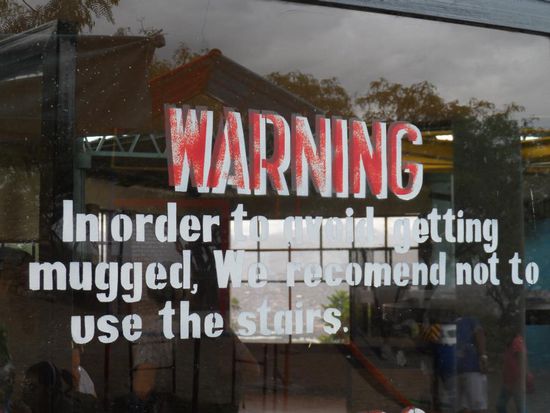 WARNING
In order to avoid getting
mugged, We recomend not to
use the stairs.